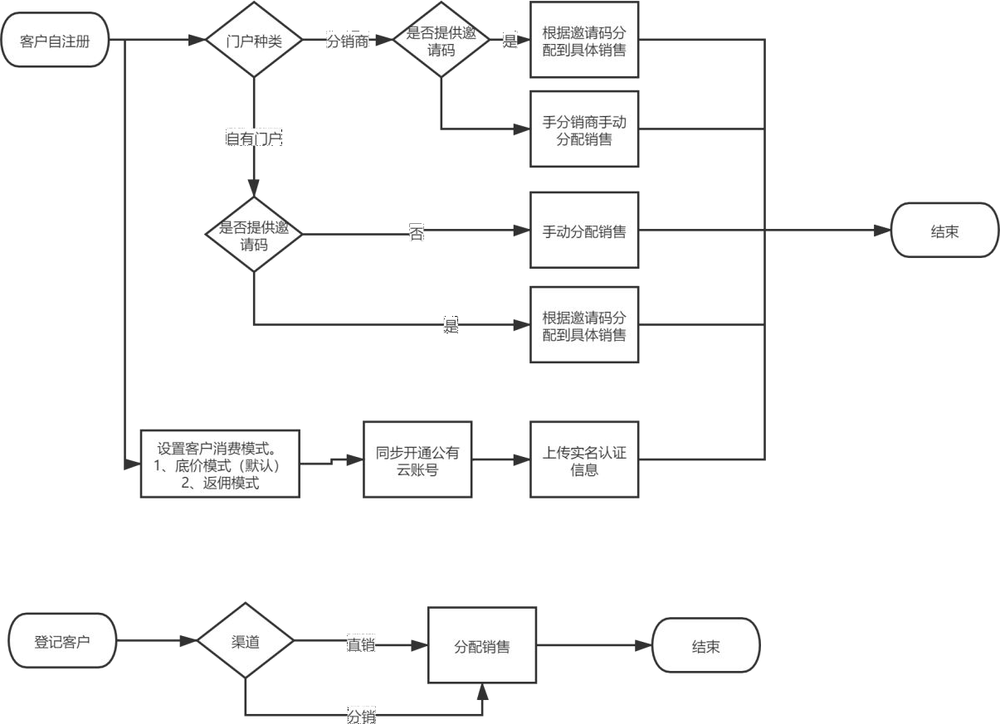 客户自注册
门户种类
分销商
是否提供邀
请码
是
根据邀请码分
配到具体销售
手分销商手动
分配销售
自有门户
是否提供邀
请码
否
手动分配销售
结束
是
根据邀请码分
配到具体销售
设置客户消费模式。
1、底价模式（默认）
2、返佣模式
同步开通公有
云账号
上传实名认证
信息
登记客户
渠道
直销
分配销售
结束
分销